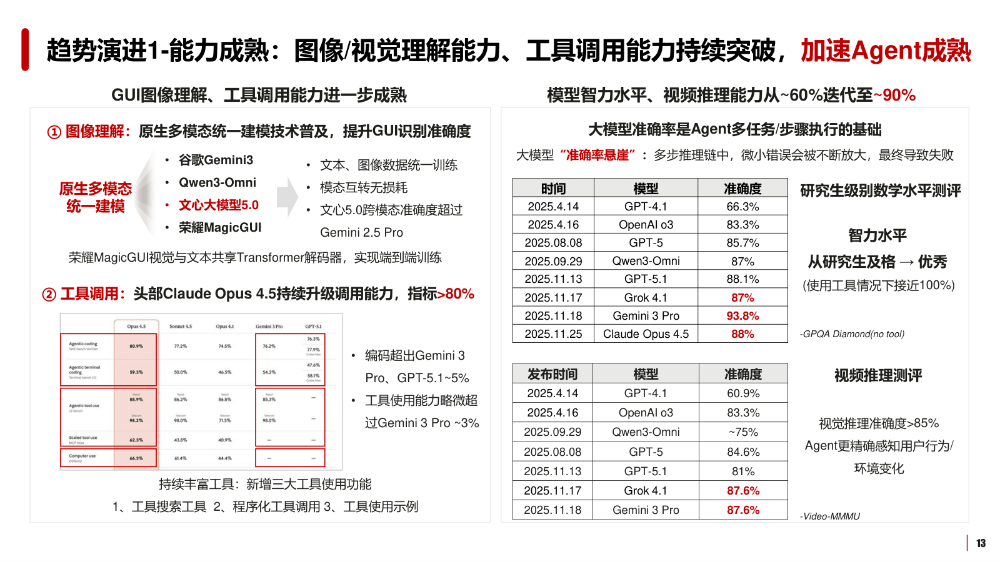 趋势演进1-能力成熟：图像/视觉理解能力、工具调用能力持续突破，加速Agent成熟
GUI图像理解、工具调用能力进一步成熟
① 图像理解：原生多模态统一建模技术普及，提升GUI识别准确度
原生多模态
统一建模
• 谷歌Gemini3
• Qwen3-Omni
• 文心大模型5.0
• 荣耀MagicGUI
• 文本、图像数据统一训练
• 模态互转无损耗
• 文心5.0跨模态准确度超过
Gemini 2.5 Pro
荣耀MagicGUI视觉与文本共享Transformer解码器，实现端到端训练
② 工具调用：头部Claude Opus 4.5持续升级调用能力，指标>80%
Opus 4.5 Sonnet 4.5 Opus 4.1 Gemini 3 Pro GPT-5.1
Agentic coding
SWE-bench Verified
80.9% 77.2% 74.5% 76.2%
76.3%
77.9%
Codex-Max
Agentic terminal
coding
Terminal-bench 2.0
59.3% 50.0% 46.5% 54.2%
47.6%
58.1%
Codex-Max
Agentic tool use
τ2-bench
Retail Retail Retail Retail
88.9% 86.2% 86.8% 85.3% —
Telecom Telecom Telecom Telecom
98.2% 98.0% 71.5% 98.0% —
Scaled tool use
MCP Atlas
62.3% 43.8% 40.9% — —
Computer use
OSWorld
66.3% 61.4% 44.4% — —
• 编码超出Gemini 3
Pro、GPT-5.1~5%
• 工具使用能力略微超
过Gemini 3 Pro ~3%
持续丰富工具：新增三大工具使用功能
1、工具搜索工具 2、程序化工具调用 3、工具使用示例
模型智力水平、视频推理能力从~60%迭代至~90%
大模型准确率是Agent多任务/步骤执行的基础
大模型“准确率悬崖”：多步推理链中，微小错误会被不断放大，最终导致失败
时间 模型 准确度
2025.4.14 GPT-4.1 66.3%
2025.4.16 OpenAI o3 83.3%
2025.08.08 GPT-5 85.7%
2025.09.29 Qwen3-Omni 87%
2025.11.13 GPT-5.1 88.1%
2025.11.17 Grok 4.1 87%
2025.11.18 Gemini 3 Pro 93.8%
2025.11.25 Claude Opus 4.5 88%
研究生级别数学水平测评
智力水平
从研究生及格 → 优秀
(使用工具情况下接近100%)
-GPQA Diamond(no tool)
发布时间 模型 准确度
2025.4.14 GPT-4.1 60.9%
2025.4.16 OpenAI o3 83.3%
2025.09.29 Qwen3-Omni ~75%
2025.08.08 GPT-5 84.6%
2025.11.13 GPT-5.1 81%
2025.11.17 Grok 4.1 87.6%
2025.11.18 Gemini 3 Pro 87.6%
视频推理测评
视觉推理准确度>85%
Agent更精确感知用户行为/
环境变化
-Video-MMMU
13